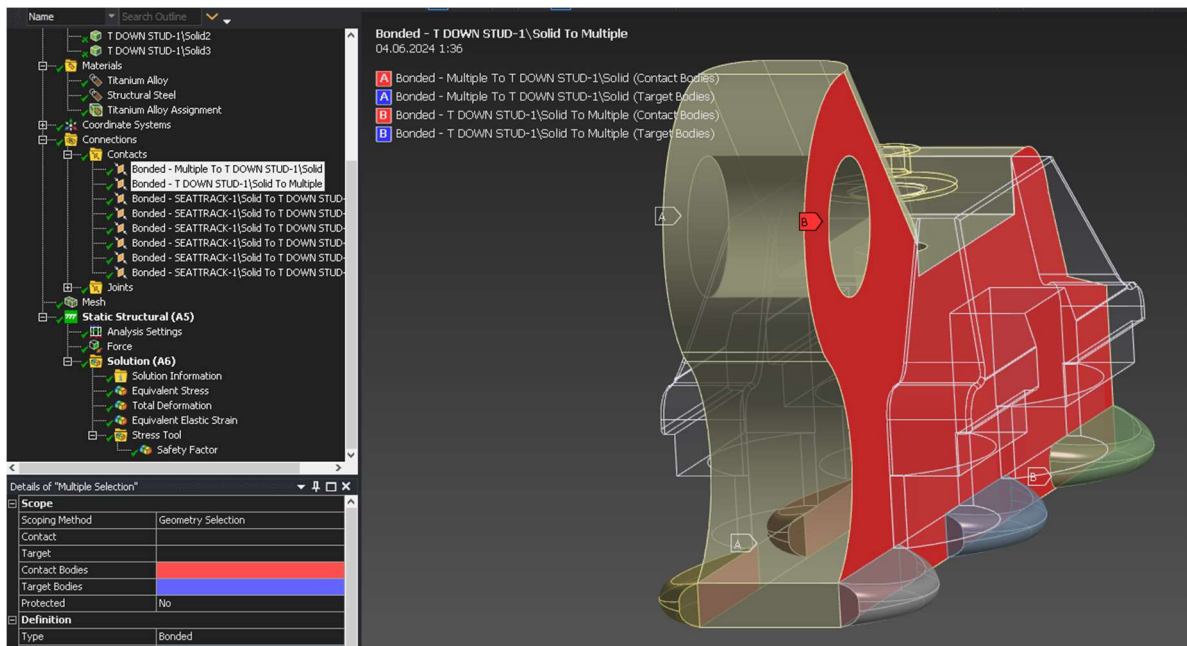 Name
Search Outline
T DOWN STUD-1\Solid2
T DOWN STUD-1\Solid3
Materials
Titanium Alloy
Structural Steel
Titanium Alloy Assignment
Coordinate Systems
Connections
Contacts
Bonded - Multiple To T DOWN STUD-1\Solid
Bonded - T DOWN STUD-1\Solid To Multiple
Bonded - SEATTRACK-1\Solid To T DOWN STUD-
Bonded - SEATTRACK-1\Solid To T DOWN STUD-
Bonded - SEATTRACK-1\Solid To T DOWN STUD-
Bonded - SEATTRACK-1\Solid To T DOWN STUD-
Bonded - SEATTRACK-1\Solid To T DOWN STUD-
Bonded - SEATTRACK-1\Solid To T DOWN STUD-
Joints
Mesh
Static Structural (A5)
Analysis Settings
Force
Solution (A6)
Solution Information
Equivalent Stress
Total Deformation
Equivalent Elastic Strain
Stress Tool
Safety Factor
Details of "Multiple Selection"
Scope
Scoping Method Geometry Selection
Contact
Target
Contact Bodies
Target Bodies
Protected No
Definition
Type Bonded
Bonded - T DOWN STUD-1\Solid To Multiple
04.06.2024 1:36
A Bonded - Multiple To T DOWN STUD-1\Solid (Contact Bodies)
A Bonded - Multiple To T DOWN STUD-1\Solid (Target Bodies)
B Bonded - T DOWN STUD-1\Solid To Multiple (Contact Bodies)
B Bonded - T DOWN STUD-1\Solid To Multiple (Target Bodies)
A
B
B
A